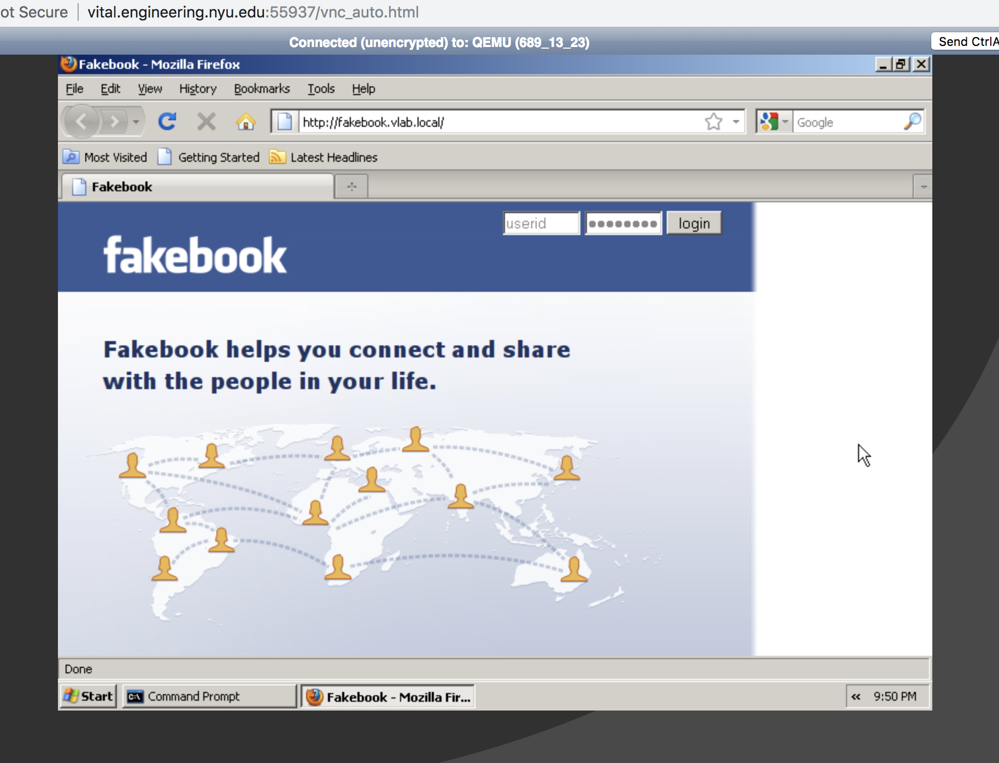 ot Secure vital.engineering.nyu.edu:55937/vnc_auto.html
Connected (unencrypted) to: QEMU (689_13_23)
Send CtrlA
Fakebook - Mozilla Firefox
File Edit View History Bookmarks Tools Help
http://fakebook.vlab.local/ Google
Most Visited Getting Started Latest Headlines
Fakebook
userid login
fakebook
Fakebook helps you connect and share
with the people in your life.
Done
Start C:\ Command Prompt Fakebook - Mozilla Fir... « 9:50 PM